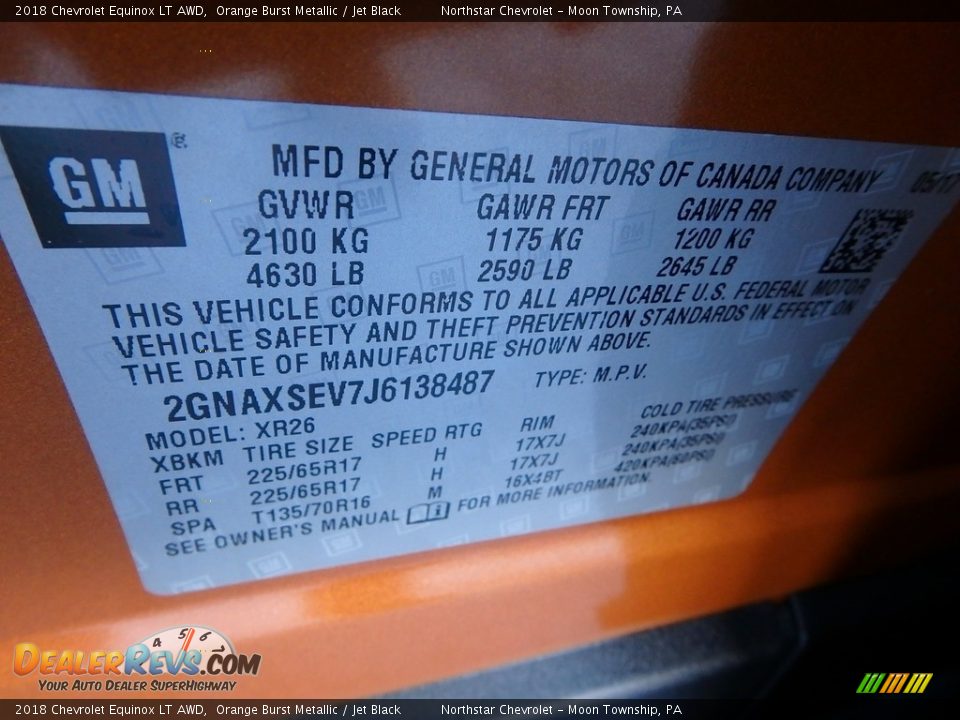 2018 Chevrolet Equinox LT AWD, Orange Burst Metallic / Jet Black Northstar Chevrolet - Moon Township, PA
GM ®
MFD BY GENERAL MOTORS OF CANADA COMPANY 05/17
GVWR GAWR FRT GAWR RR
2100 KG 1175 KG 1200 KG
4630 LB 2590 LB 2645 LB
THIS VEHICLE CONFORMS TO ALL APPLICABLE U.S. FEDERAL MOTOR
VEHICLE SAFETY AND THEFT PREVENTION STANDARDS IN EFFECT ON
THE DATE OF MANUFACTURE SHOWN ABOVE.
2GNAXSEV7J6138487 TYPE: M.P.V.
MODEL: XR26
XBKM TIRE SIZE SPEED RTG RIM COLD TIRE PRESSURE
FRT 225/65R17 H 17X7J 240KPA(35PSI)
RR 225/65R17 H 17X7J 240KPA(35PSI)
SPA T135/70R16 M 16X4BT 420KPA(60PSI)
SEE OWNER'S MANUAL FOR MORE INFORMATION.
4 5 6
DEALERREVS.COM
YOUR AUTO DEALER SUPERHIGHWAY
2018 Chevrolet Equinox LT AWD, Orange Burst Metallic / Jet Black Northstar Chevrolet - Moon Township, PA